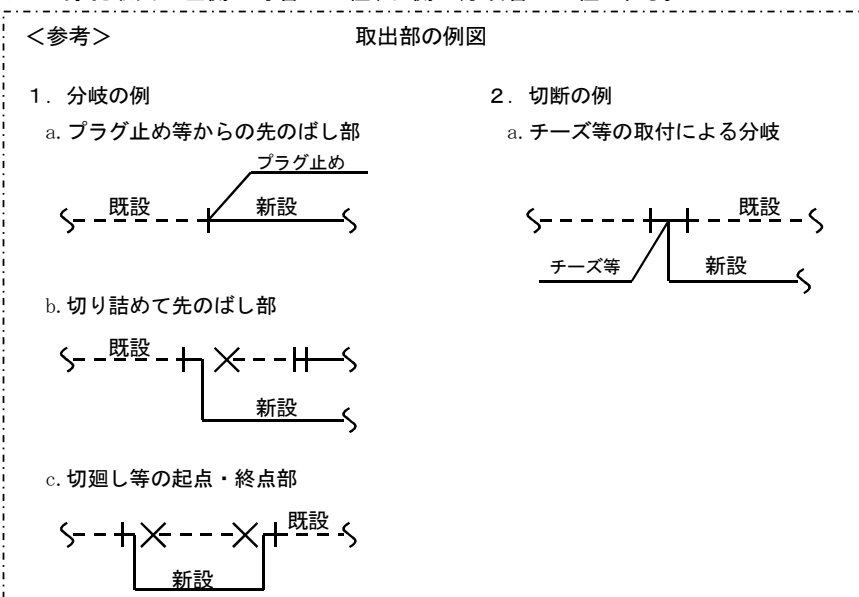 ＜参考＞ 取出部の例図
１．分岐の例
a. プラグ止め等からの先のばし部
プラグ止め
既設 新設
b. 切り詰めて先のばし部
既設
新設
c. 切廻し等の起点・終点部
既設
新設
２．切断の例
a. チーズ等の取付による分岐
既設
チーズ等 新設